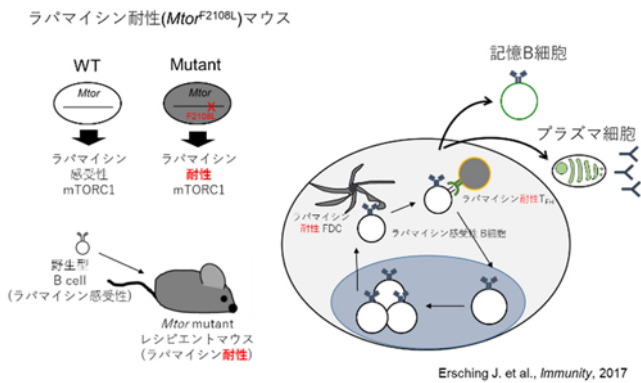 ラパマイシン耐性(Mtor^F2108L)マウス
WT
Mutant
Mtor
Mtor
F2108L
ラパマイシン
感受性
mTORC1
ラパマイシン
耐性
mTORC1
野生型
B cell
(ラパマイシン感受性)
Mtor mutant
レシピエントマウス
(ラパマイシン耐性)
記憶B細胞
プラズマ細胞
ラパマイシン
耐性 FDC
ラパマイシン耐性TFH
ラパマイシン感受性 B細胞
Ersching J. et al., Immunity, 2017